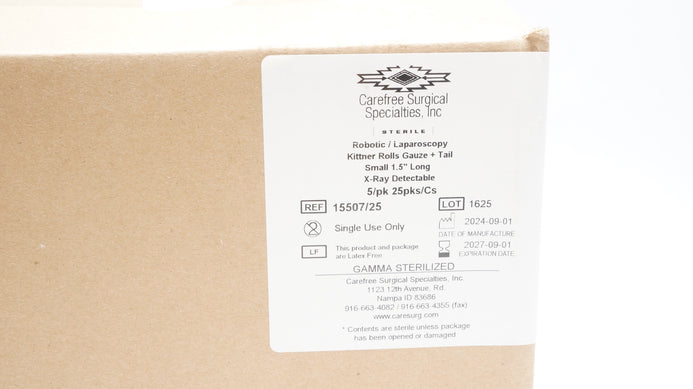 Carefree Surgical
Specialties, Inc
STERILE
Robotic / Laparoscopy
Kittner Rolls Gauze + Tail
Small 1.5" Long
X-Ray Detectable
5/pk 25pks/Cs
REF 15507/25
LOT 1625
Single Use Only
2024-09-01
DATE OF MANUFACTURE
LF This product and package
are Latex Free
2027-09-01
EXPIRATION DATE
GAMMA STERILIZED
Carefree Surgical Specialties, Inc.
1123 12th Avenue, Rd.
Nampa ID 83686
916-663-4082 / 916-663-4355 (fax)
www.caresurg.com
* Contents are sterile unless package
has been opened or damaged